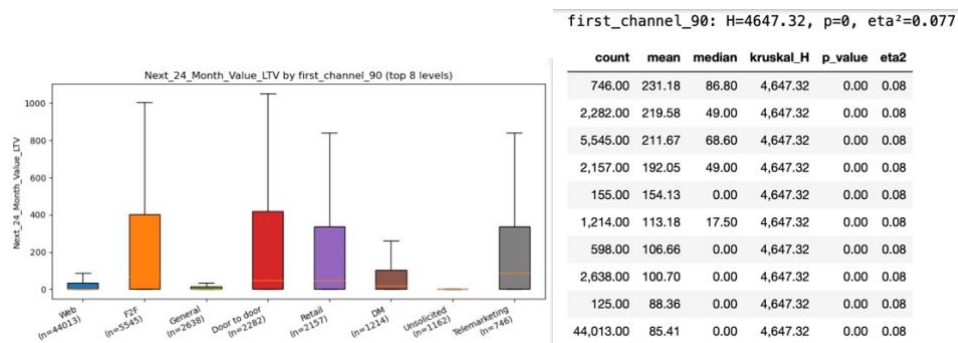 first_channel_90: H=4647.32, p=0, eta²=0.077
Next_24_Month_Value_LTV by first_channel_90 (top 8 levels)
Next_24_Month_Value_LTV
1000
800
600
400
200
0
Web
(n=44013)
F2F
(n=5545)
General
(n=2638)
Door to door
(n=2282)
Retail
(n=2157)
DM
(n=1214)
Unsolicited
(n=1162)
Telemarketing
(n=746)
count mean median kruskal_H p_value eta2
746.00 231.18 86.80 4,647.32 0.00 0.08
2,282.00 219.58 49.00 4,647.32 0.00 0.08
5,545.00 211.67 68.60 4,647.32 0.00 0.08
2,157.00 192.05 49.00 4,647.32 0.00 0.08
155.00 154.13 0.00 4,647.32 0.00 0.08
1,214.00 113.18 17.50 4,647.32 0.00 0.08
598.00 106.66 0.00 4,647.32 0.00 0.08
2,638.00 100.70 0.00 4,647.32 0.00 0.08
125.00 88.36 0.00 4,647.32 0.00 0.08
44,013.00 85.41 0.00 4,647.32 0.00 0.08